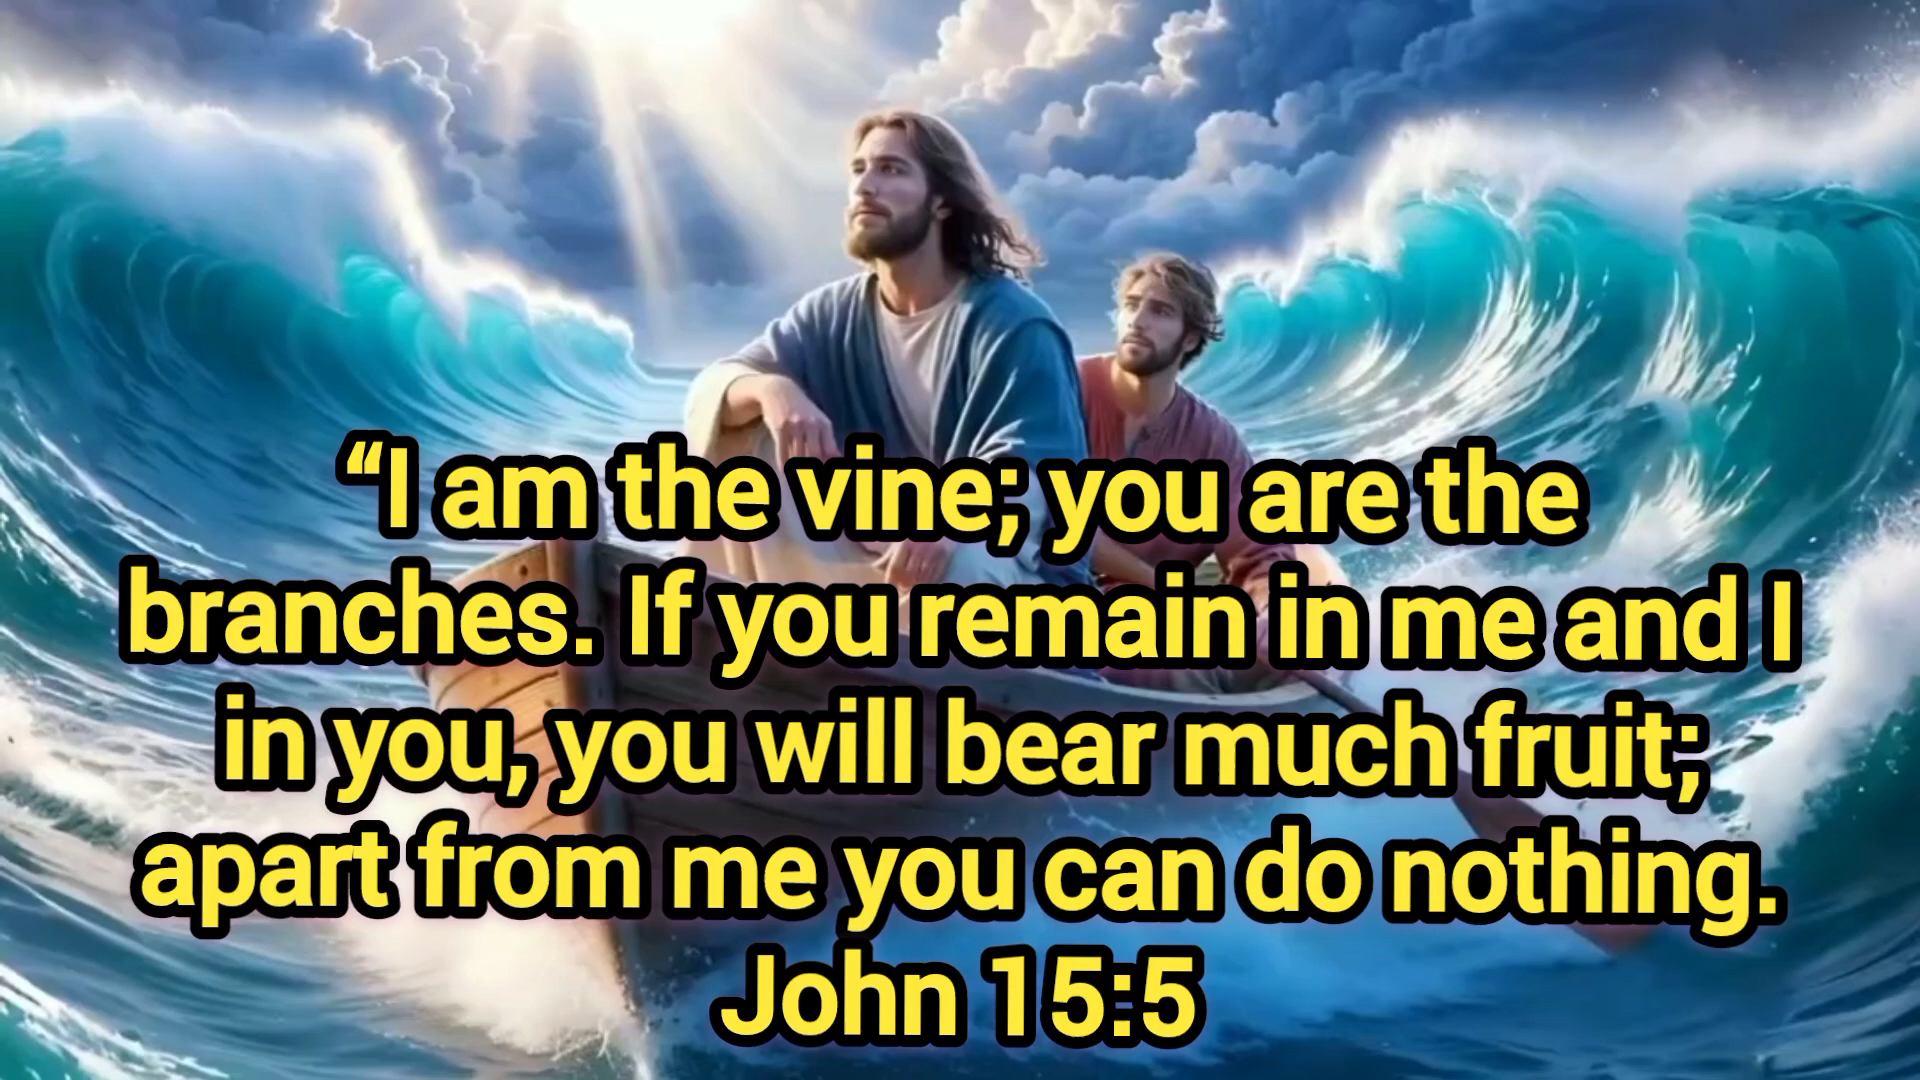 “I am the vine; you are the
branches. If you remain in me and I
in you, you will bear much fruit;
apart from me you can do nothing.
John 15:5